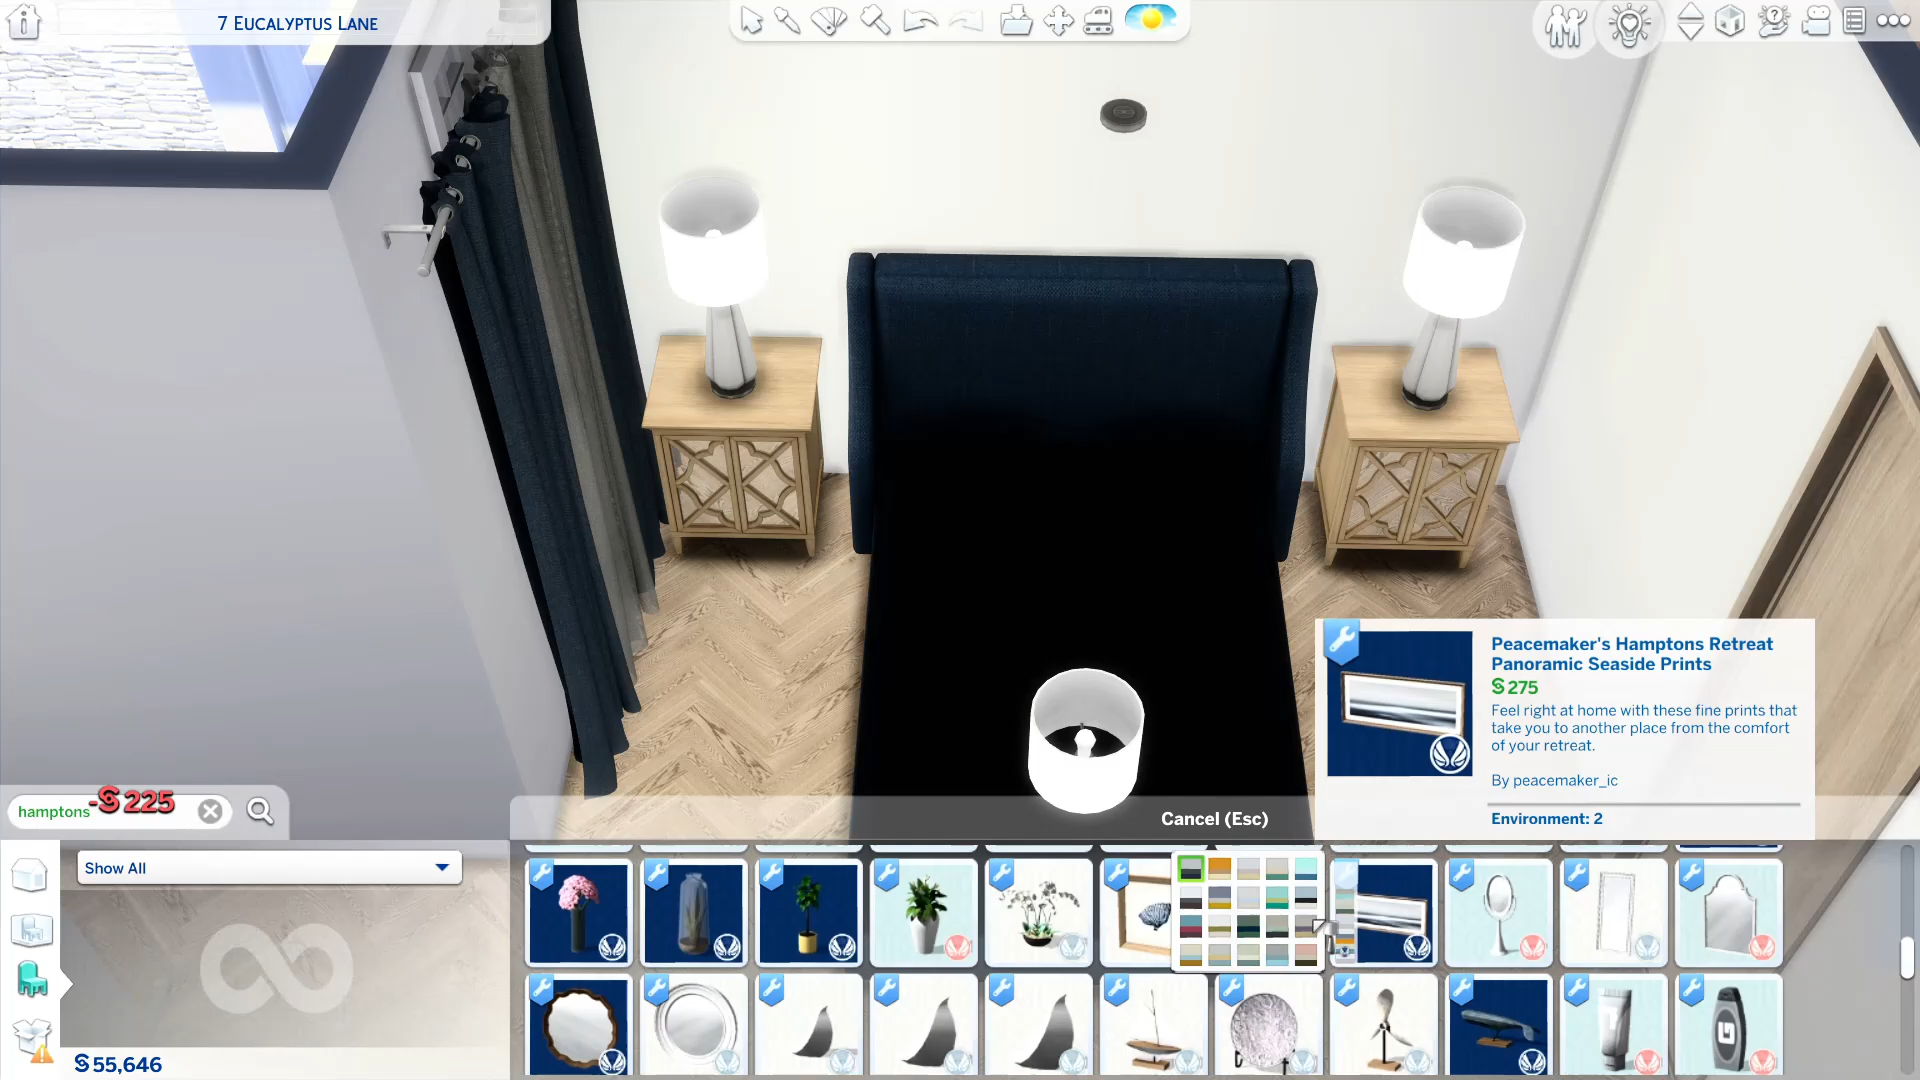 7 Eucalyptus Lane
Peacemaker's Hamptons Retreat
Panoramic Seaside Prints
§275
Feel right at home with these fine prints that
take you to another place from the comfort
of your retreat.
By peacemaker_ic
Environment: 2
hamptons
-§225
Cancel (Esc)
Show All
§55,646